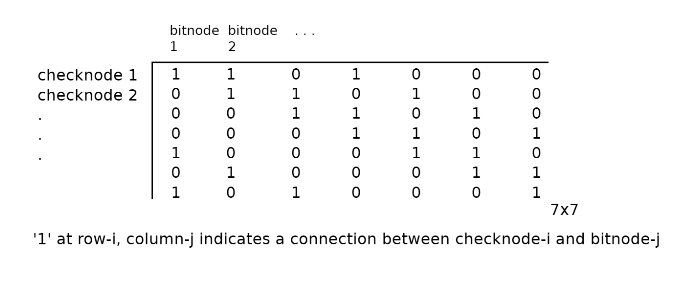 bitnode bitnode . . .
1 2
checknode 1 1 1 0 1 0 0 0
checknode 2 0 1 1 0 1 0 0
. 0 0 1 1 0 1 0
. 0 0 0 1 1 0 1
. 1 0 0 0 1 1 0
0 1 0 0 0 1 1
1 0 1 0 0 0 1
7x7
'1' at row-i, column-j indicates a connection between checknode-i and bitnode-j